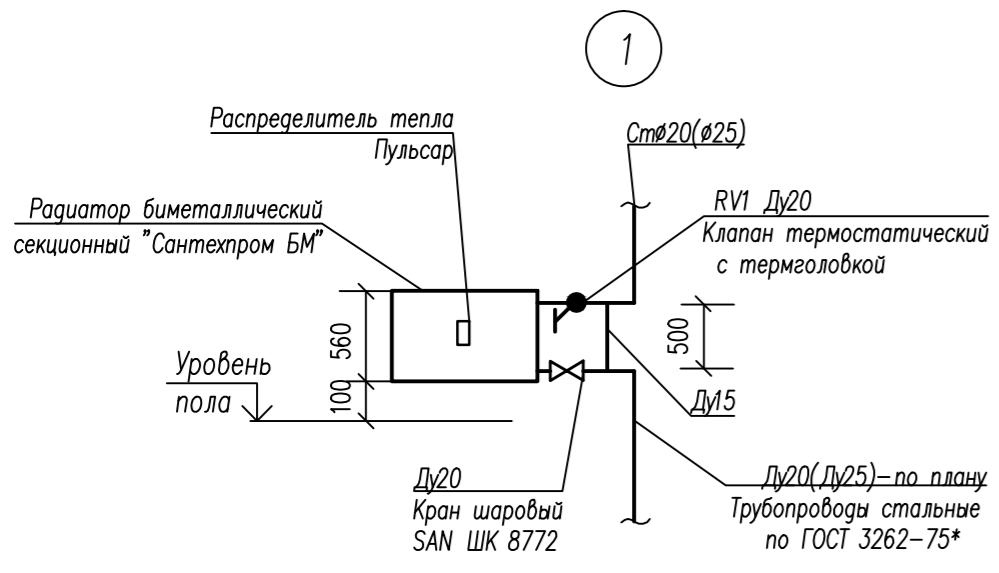 1
Распределитель тепла
Пульсар
Стø20(ø25)
Радиатор биметаллический
секционный "Сантехпром БМ"
RV1 Ду20
Клапан термостатический
с термголовкой
560
500
100
Уровень
пола
Ду15
Ду20
Кран шаровый
SAN ШК 8772
Ду20(Ду25)-по плану
Трубопроводы стальные
по ГОСТ 3262-75*